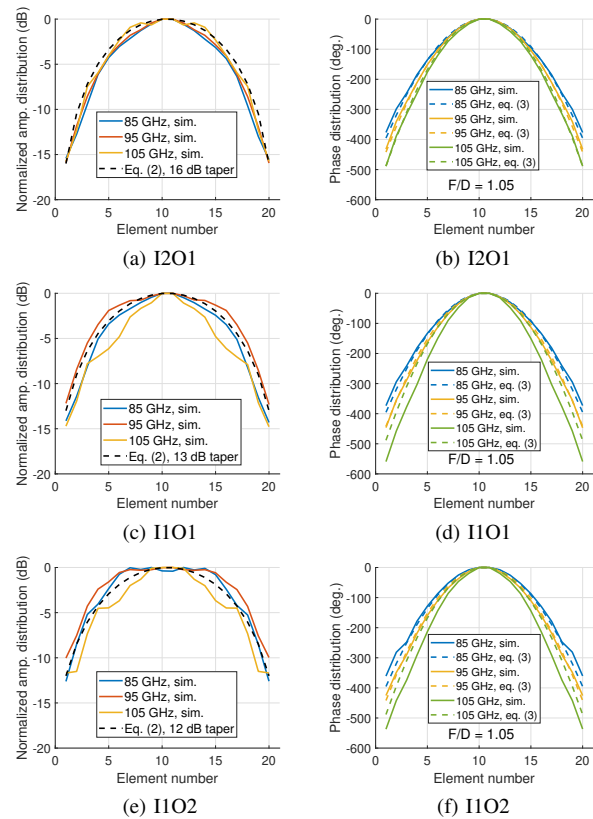 Normalized amp. distribution (dB)
0
-5
-10
-15
-20
85 GHz, sim.
95 GHz, sim.
105 GHz, sim.
Eq. (2), 16 dB taper
0 5 10 15 20
Element number
(a) I2O1
Phase distribution (deg.)
0
-100
-200
-300
-400
-500
-600
85 GHz, sim.
85 GHz, eq. (3)
95 GHz, sim.
95 GHz, eq. (3)
105 GHz, sim.
105 GHz, eq. (3)
F/D = 1.05
0 5 10 15 20
Element number
(b) I2O1
Normalized amp. distribution (dB)
0
-5
-10
-15
-20
85 GHz, sim.
95 GHz, sim.
105 GHz, sim.
Eq. (2), 13 dB taper
0 5 10 15 20
Element number
(c) I1O1
Phase distribution (deg.)
0
-100
-200
-300
-400
-500
-600
85 GHz, sim.
85 GHz, eq. (3)
95 GHz, sim.
95 GHz, eq. (3)
105 GHz, sim.
105 GHz, eq. (3)
F/D = 1.05
0 5 10 15 20
Element number
(d) I1O1
Normalized amp. distribution (dB)
0
-5
-10
-15
-20
85 GHz, sim.
95 GHz, sim.
105 GHz, sim.
Eq. (2), 12 dB taper
0 5 10 15 20
Element number
(e) I1O2
Phase distribution (deg.)
0
-100
-200
-300
-400
-500
-600
85 GHz, sim.
85 GHz, eq. (3)
95 GHz, sim.
95 GHz, eq. (3)
105 GHz, sim.
105 GHz, eq. (3)
F/D = 1.05
0 5 10 15 20
Element number
(f) I1O2